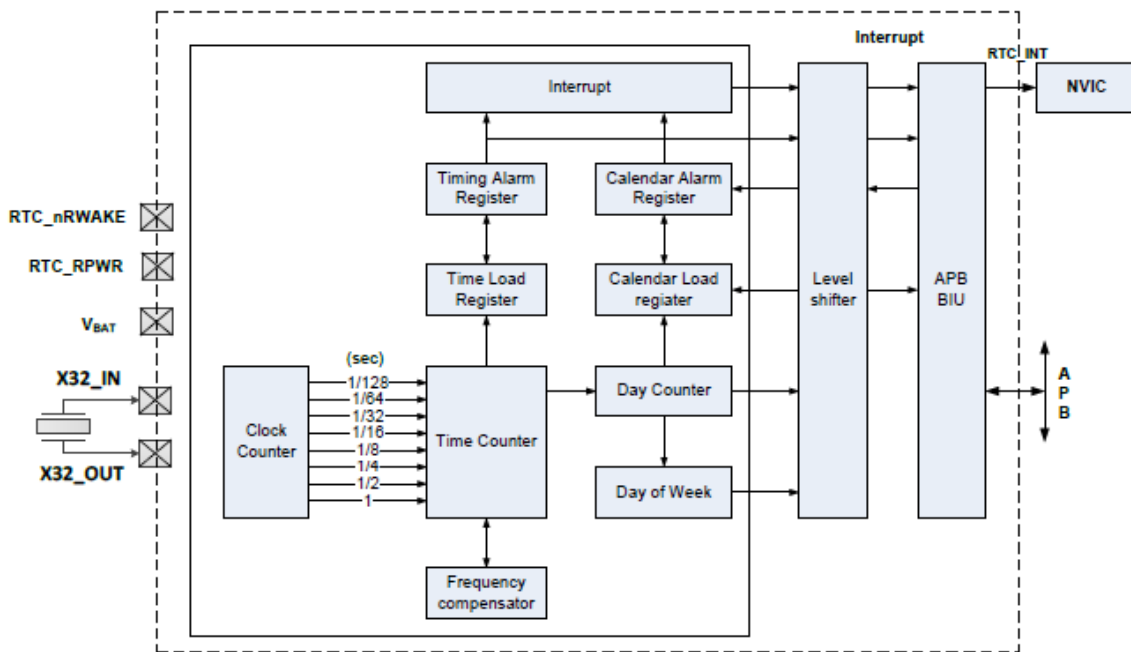 Interrupt
RTC_INT
NVIC
Interrupt
Timing Alarm
Register
Calendar Alarm
Register
RTC_nRWAKE
RTC_RPWR
Time Load
Register
Calendar Load
regiater
Level
shifter
APB
BIU
VBAT
(sec)
X32_IN
X32_OUT
Clock
Counter
1/128
1/64
1/32
1/16
1/8
1/4
1/2
1
Time Counter
Day Counter
Day of Week
A
P
B
Frequency
compensator